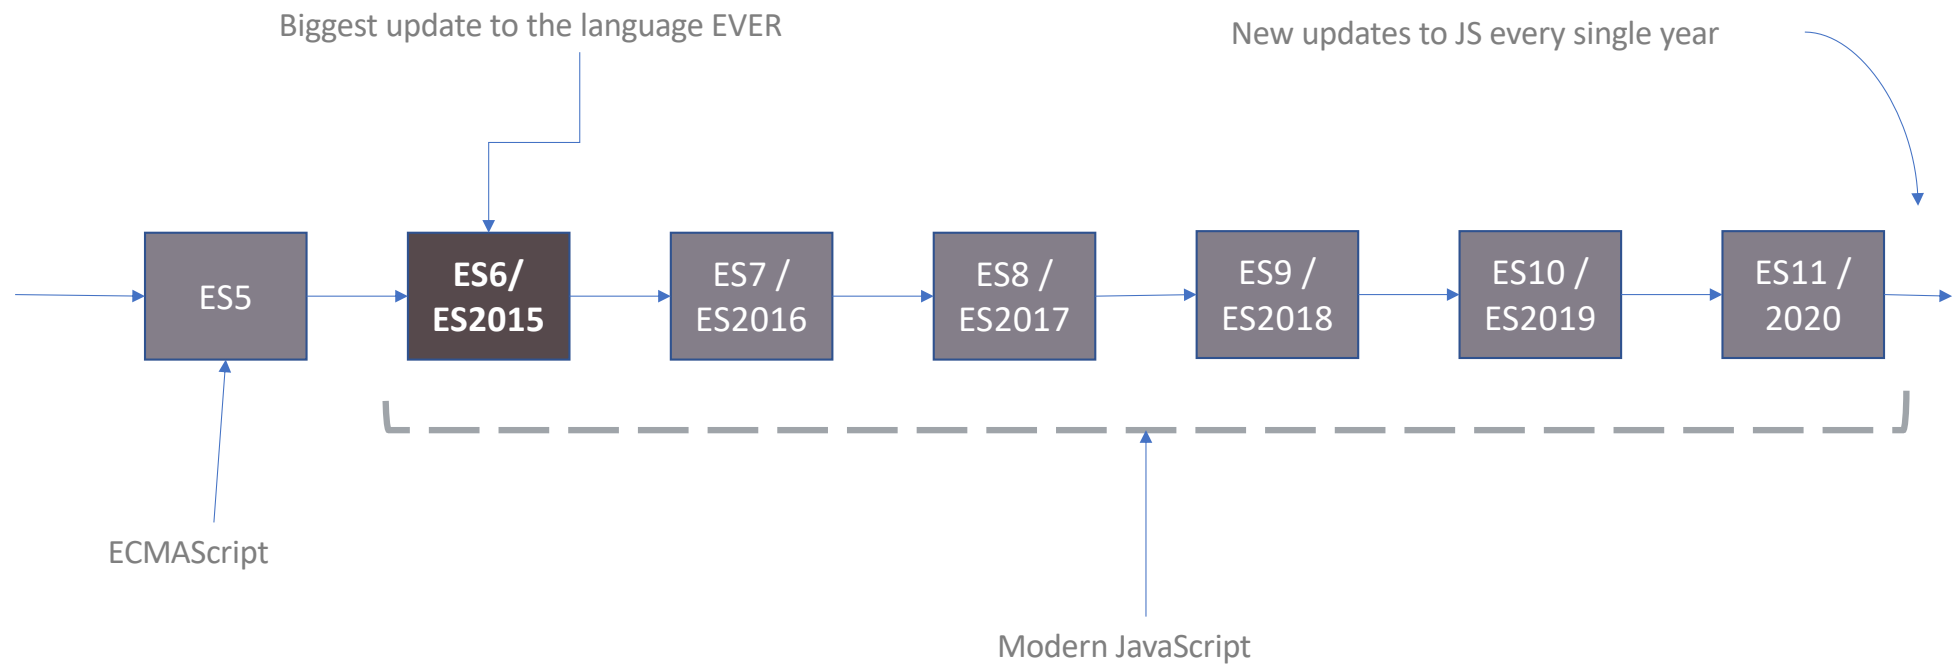 Biggest update to the language EVER
New updates to JS every single year
ES5
ES6/
ES2015
ES7 /
ES2016
ES8 /
ES2017
ES9 /
ES2018
ES10 /
ES2019
ES11 /
2020
ECMAScript
Modern JavaScript